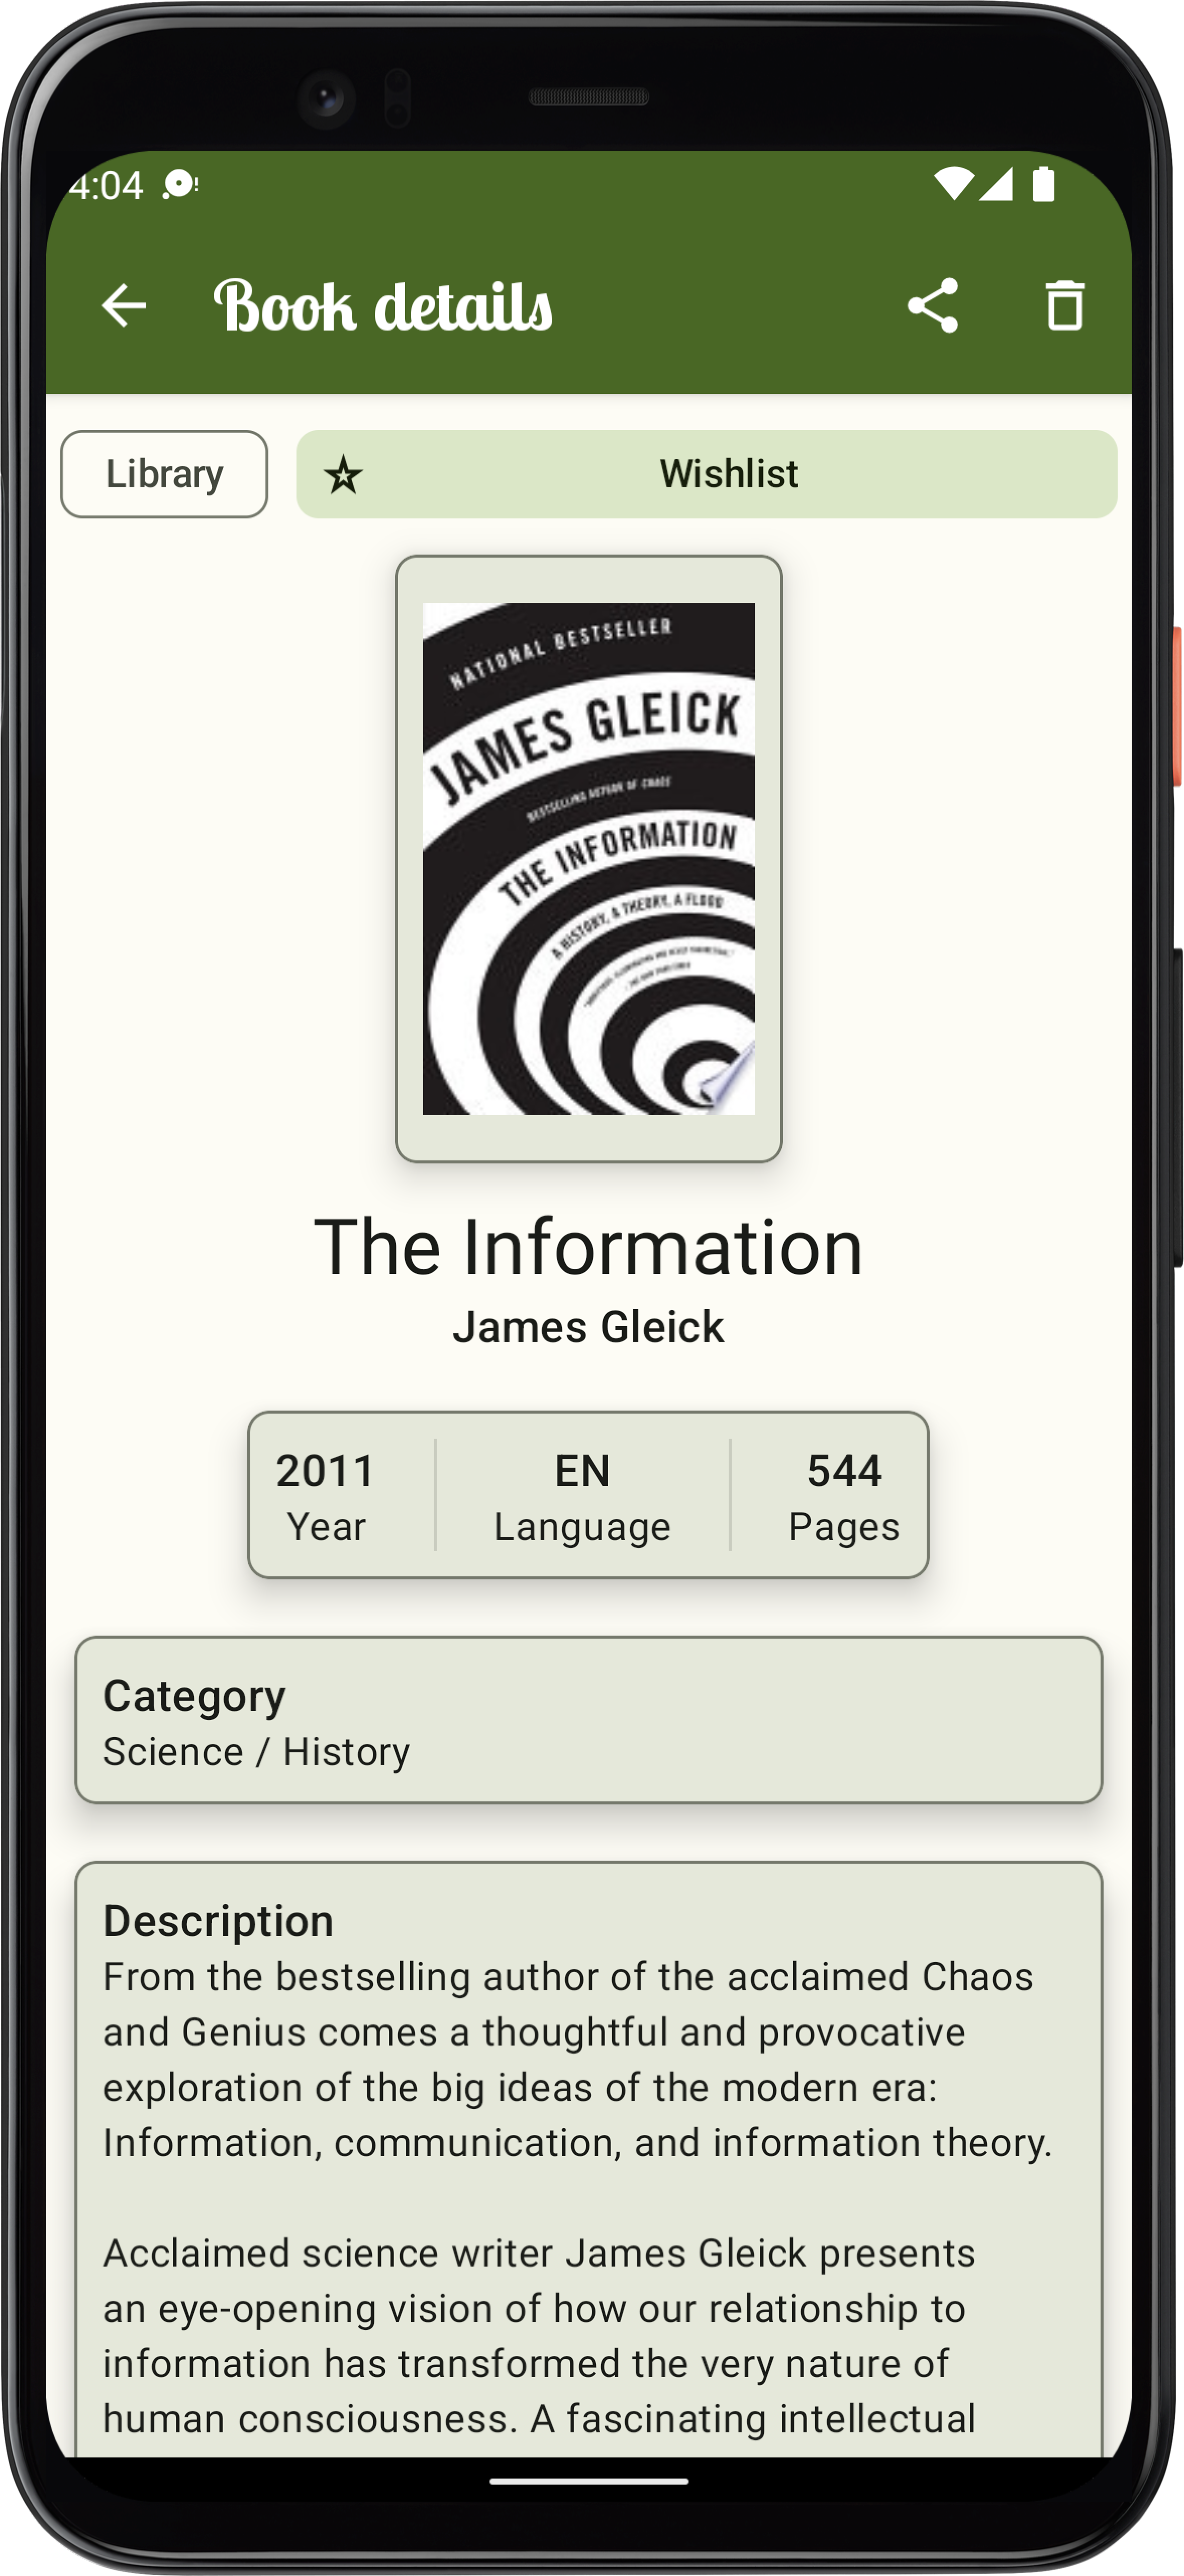 4:04
Book details
Library
Wishlist
NATIONAL BESTSELLER
JAMES GLEICK
BESTSELLING AUTHOR OF CHAOS
THE INFORMATION
A HISTORY, A THEORY, A FLOOD
The Information
James Gleick
2011 EN 544
Year Language Pages
Category
Science / History
Description
From the bestselling author of the acclaimed Chaos
and Genius comes a thoughtful and provocative
exploration of the big ideas of the modern era:
Information, communication, and information theory.
Acclaimed science writer James Gleick presents
an eye-opening vision of how our relationship to
information has transformed the very nature of
human consciousness. A fascinating intellectual